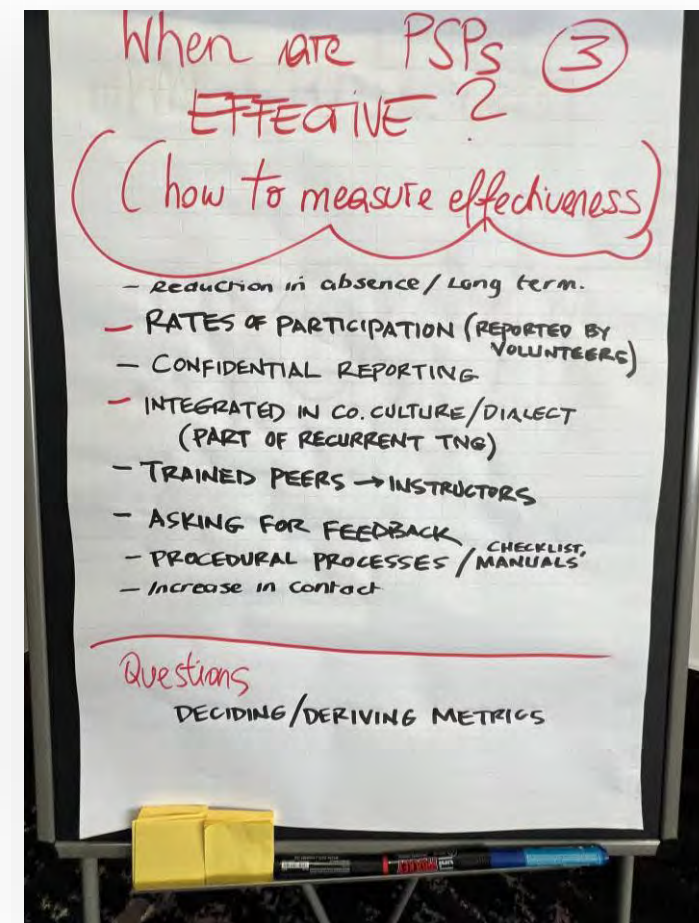 When are PSPs ③
EFFECTIVE ?
(how to measure effectiveness)
- Reduction in absence/Long term.
- RATES OF PARTICIPATION (REPORTED BY
VOLUNTEERS)
- CONFIDENTIAL REPORTING
- INTEGRATED IN CO. CULTURE/DIALECT
(PART OF RECURRENT TNG)
- TRAINED PEERS → INSTRUCTORS
- ASKING FOR FEEDBACK
- PROCEDURAL PROCESSES / CHECKLIST,
MANUALS
- Increase in contact
Questions
DECIDING/DERIVING METRICS